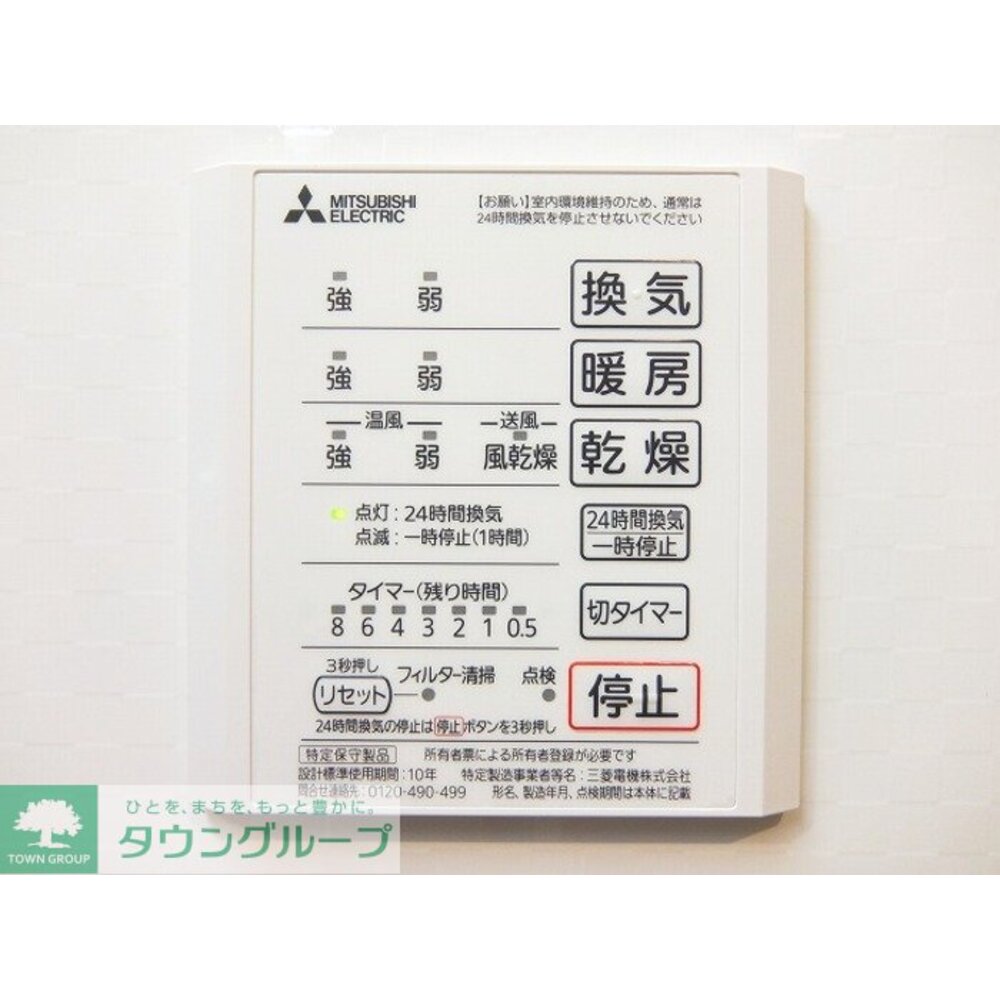 MITSUBISHI
ELECTRIC
【お願い】室内環境維持のため、通常は
24時間換気を停止させないでください
強 弱 換気
強 弱 暖房
温風 送風
強 弱 風乾燥 乾燥
点灯：24時間換気
点滅：一時停止(1時間)
24時間換気
一時停止
タイマー(残り時間)
8 6 4 3 2 1 0.5
切タイマー
3秒押し
リセット フィルター清掃 点検
停止
24時間換気の停止は停止ボタンを3秒押し
特定保守製品 所有者票による所有者登録が必要です
設計標準使用期間：10年 特定製造事業者等名：三菱電機株式会社
問合せ連絡先：0120-490-499 形名、製造年月、点検期間は本体に記載
TOWN GROUP
ひとを、まちを、もっと豊かに。
タウングループ